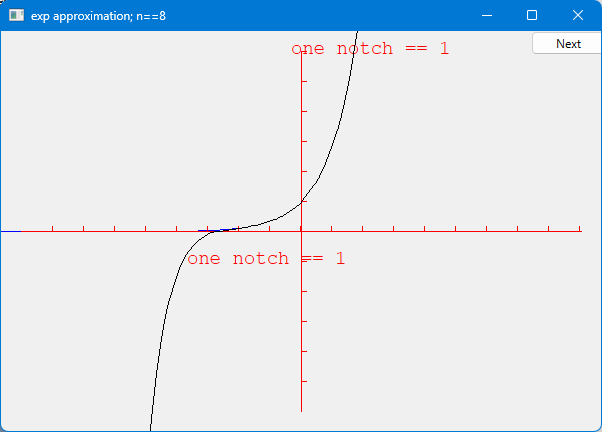 exp approximation; n==8
Next
one notch == 1
one notch == 1